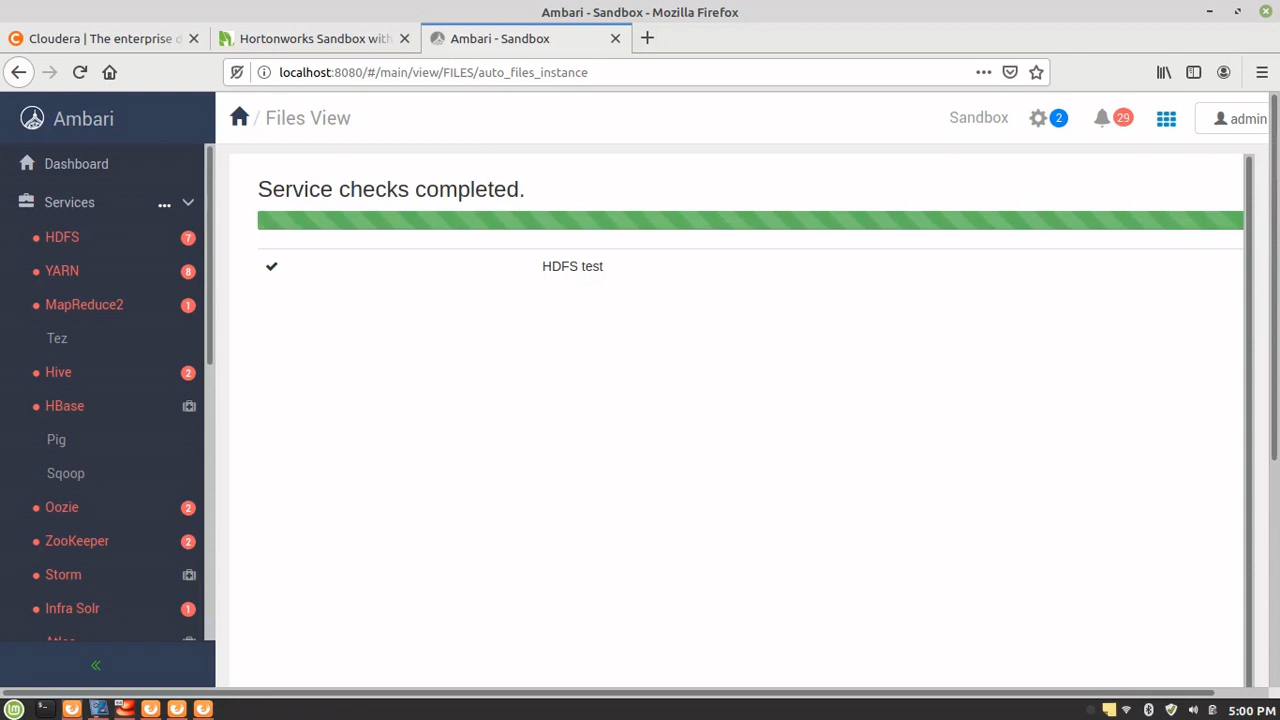 Ambari - Sandbox - Mozilla Firefox
Cloudera | The enterprise d
Hortonworks Sandbox with
Ambari - Sandbox
localhost:8080/#/main/view/FILES/auto_files_instance
Ambari
/ Files View
Sandbox
2
29
admin
Dashboard
Services
HDFS 7
YARN 8
MapReduce2 1
Tez
Hive 2
HBase
Pig
Sqoop
Oozie 2
ZooKeeper 2
Storm
Infra Solr 1
Atlas
Service checks completed.
HDFS test
5:00 PM